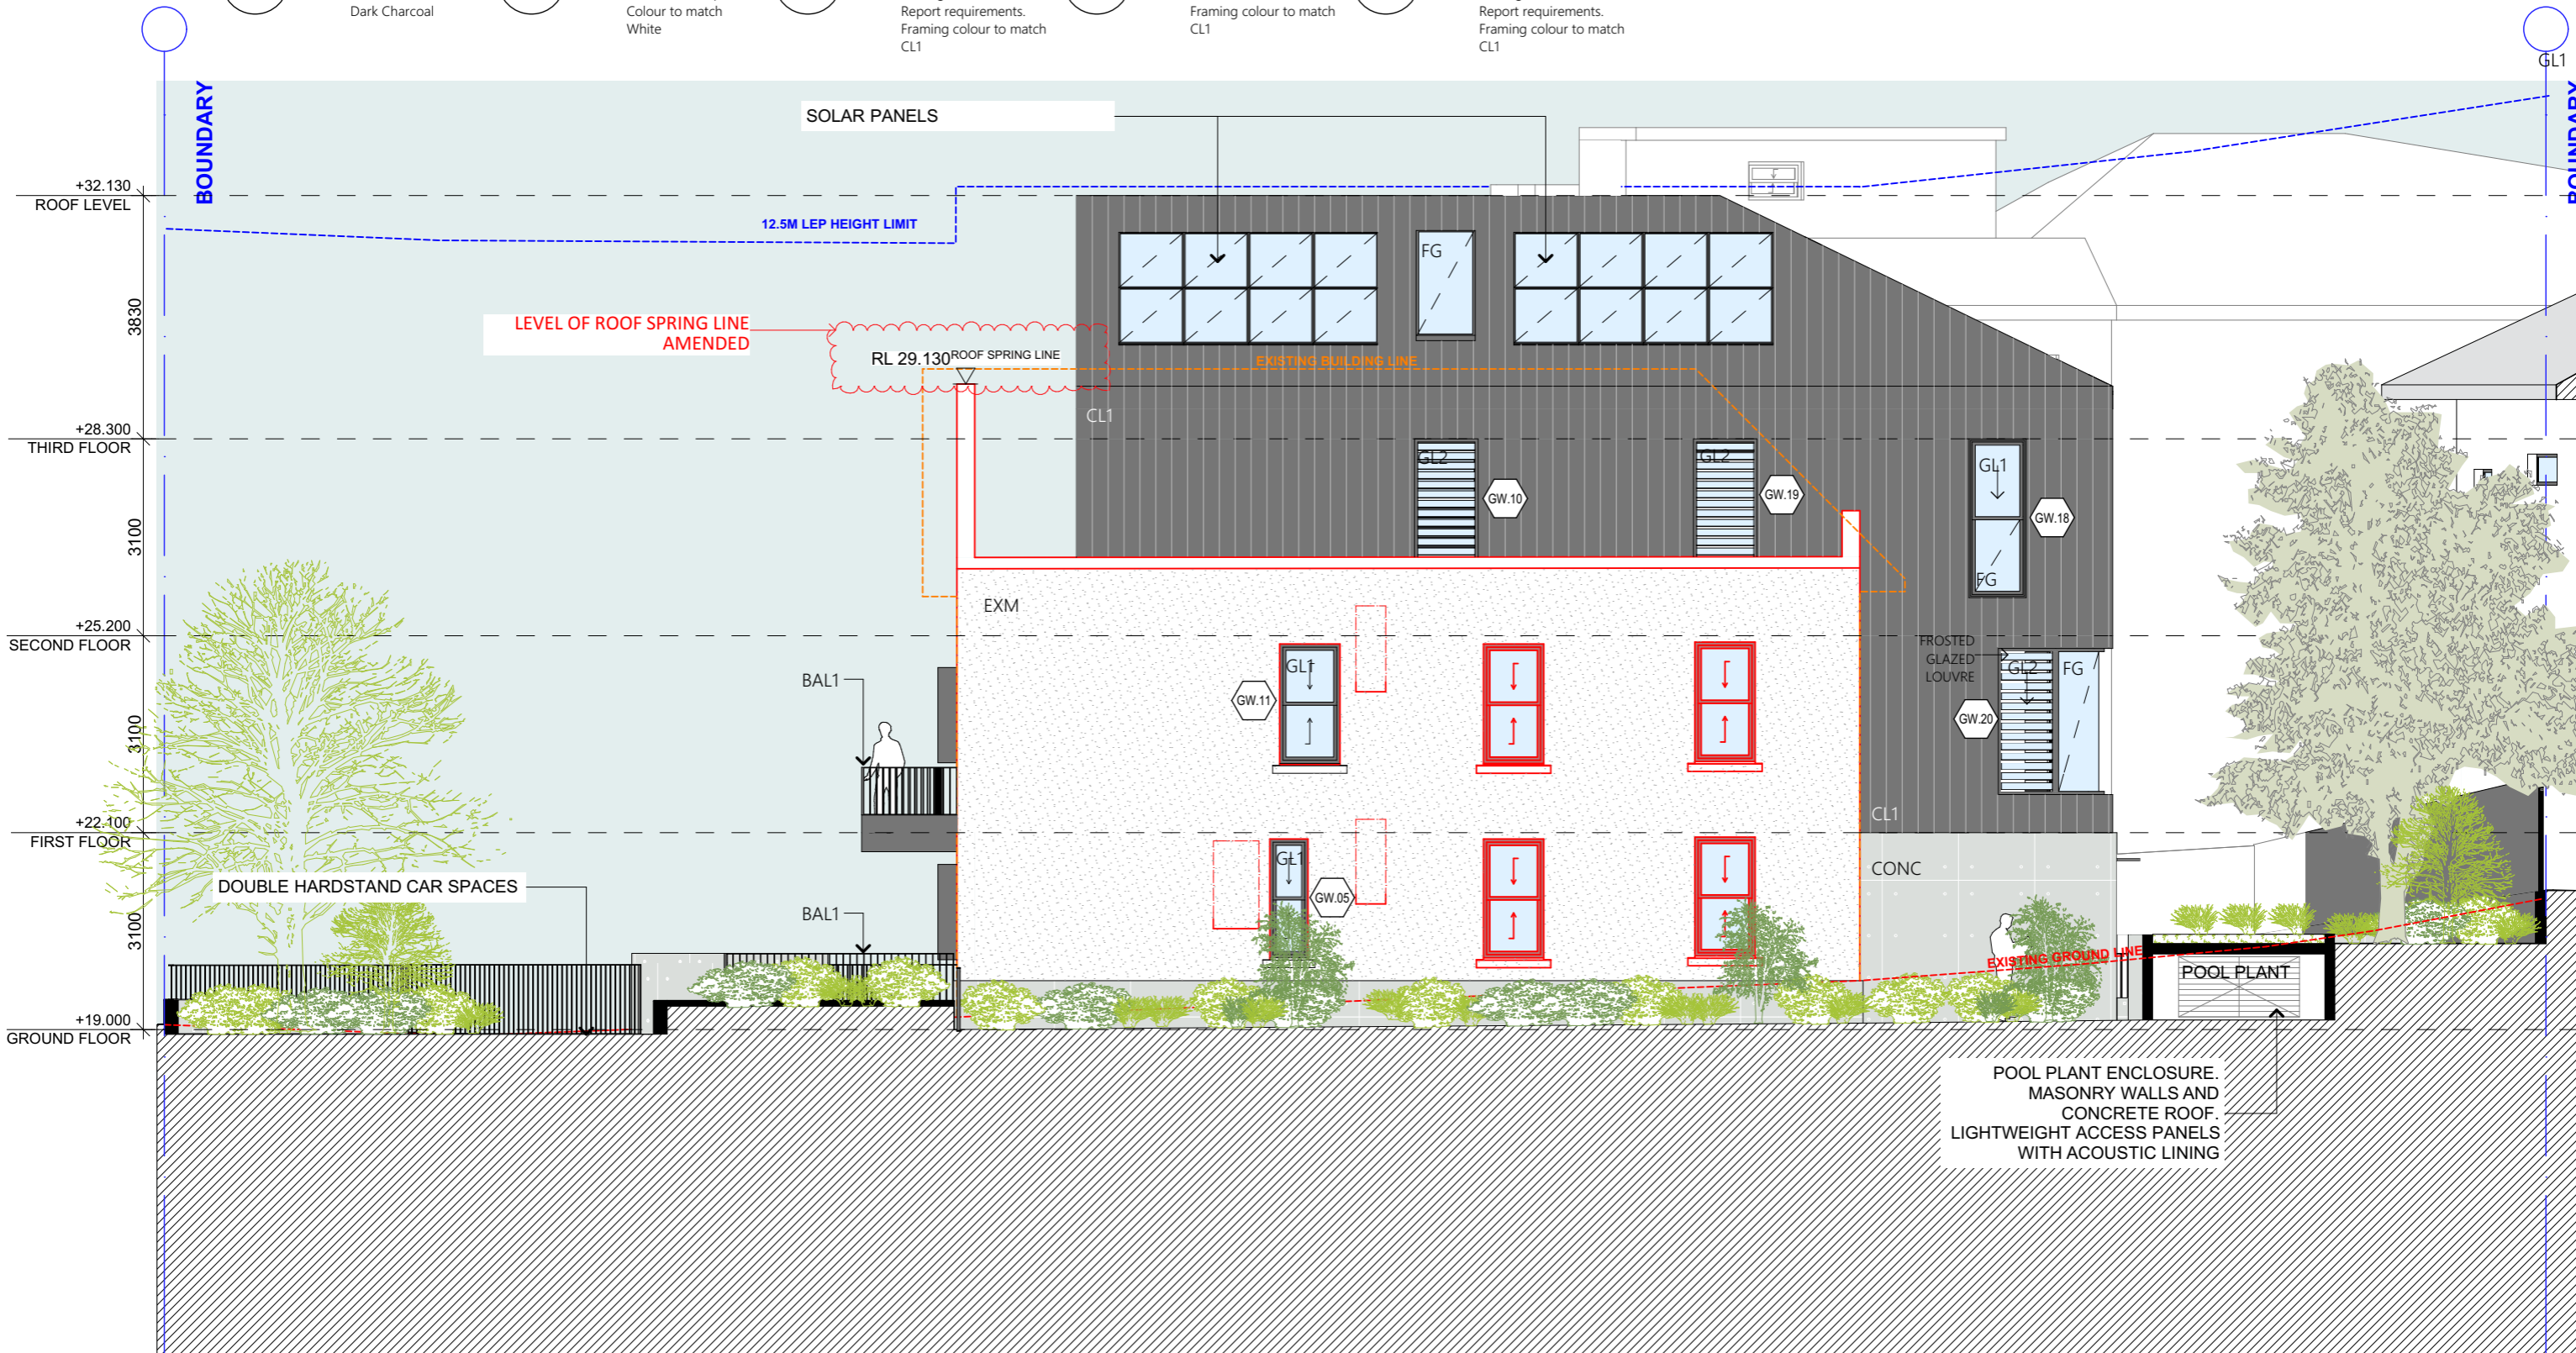 Dark Charcoal
Colour to match
White
Report requirements.
Framing colour to match
CL1
Framing colour to match
CL1
Report requirements.
Framing colour to match
CL1
GL1
BOUNDARY
BOUNDARY
SOLAR PANELS
+32.130
ROOF LEVEL
12.5M LEP HEIGHT LIMIT
FG
3830
LEVEL OF ROOF SPRING LINE
AMENDED
RL 29.130 ROOF SPRING LINE
EXISTING BUILDING LINE
CL1
+28.300
THIRD FLOOR
GL2
GW.10
GL2
GW.19
GL1
GW.18
FG
3100
EXM
+25.200
SECOND FLOOR
FROSTED
GLAZED
LOUVRE
GL2
FG
GW.20
BAL1
GL1
GW.11
3100
CL1
+22.100
FIRST FLOOR
CONC
GL1
GW.05
DOUBLE HARDSTAND CAR SPACES
BAL1
3100
EXISTING GROUND LINE
POOL PLANT
+19.000
GROUND FLOOR
POOL PLANT ENCLOSURE.
MASONRY WALLS AND
CONCRETE ROOF.
LIGHTWEIGHT ACCESS PANELS
WITH ACOUSTIC LINING